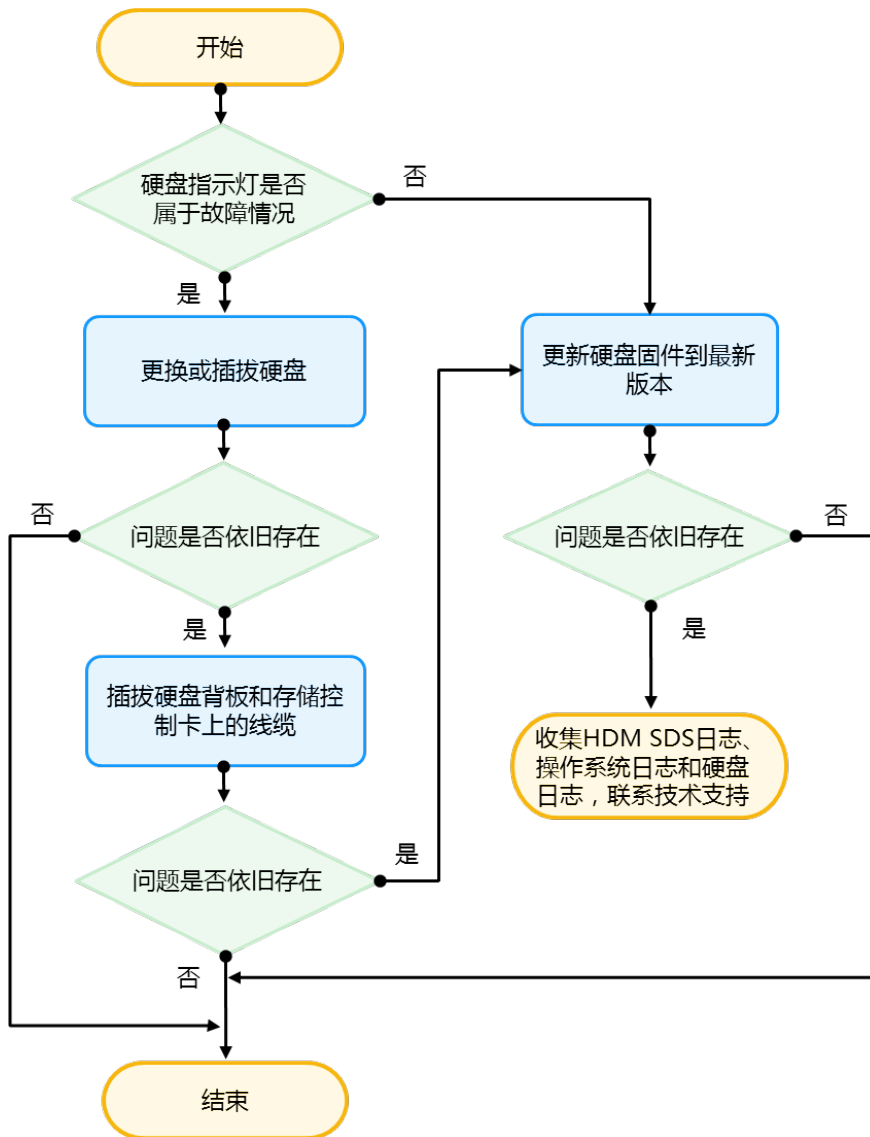 开始
硬盘指示灯是否
属于故障情况
否
是
更换或插拔硬盘
更新硬盘固件到最新
版本
否
问题是否依旧存在
问题是否依旧存在
否
是
是
插拔硬盘背板和存储控
制卡上的线缆
收集HDM SDS日志、
操作系统日志和硬盘
日志，联系技术支持
问题是否依旧存在
是
否
结束